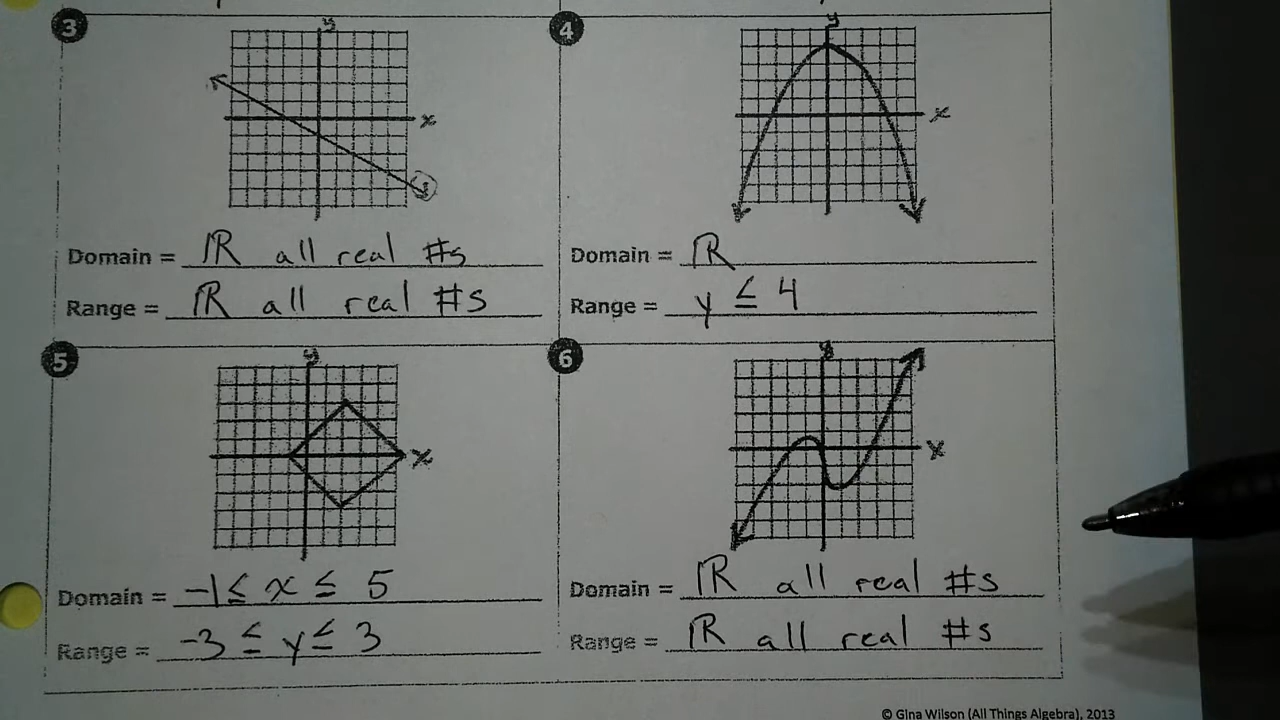 3
y
x
Domain = ℝ all real #s
Range = ℝ all real #s
4
y
x
Domain = ℝ
Range = y ≤ 4
5
y
x
Domain = -1 ≤ x ≤ 5
Range = -3 ≤ y ≤ 3
6
y
x
Domain = ℝ all real #s
Range = ℝ all real #s
© Gina Wilson (All Things Algebra), 2013